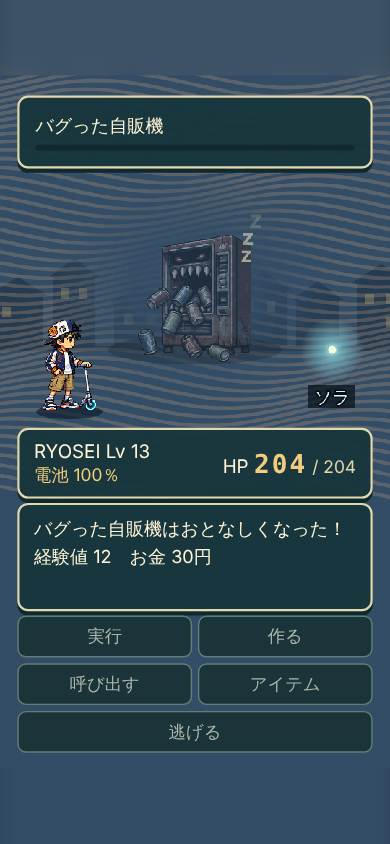 バグった自販機
z
z
z
ソラ
RYOSEI Lv 13
電池 100％
HP 204 / 204
バグった自販機はおとなしくなった！
経験値 12　お金 30円
実行
作る
呼び出す
アイテム
逃げる